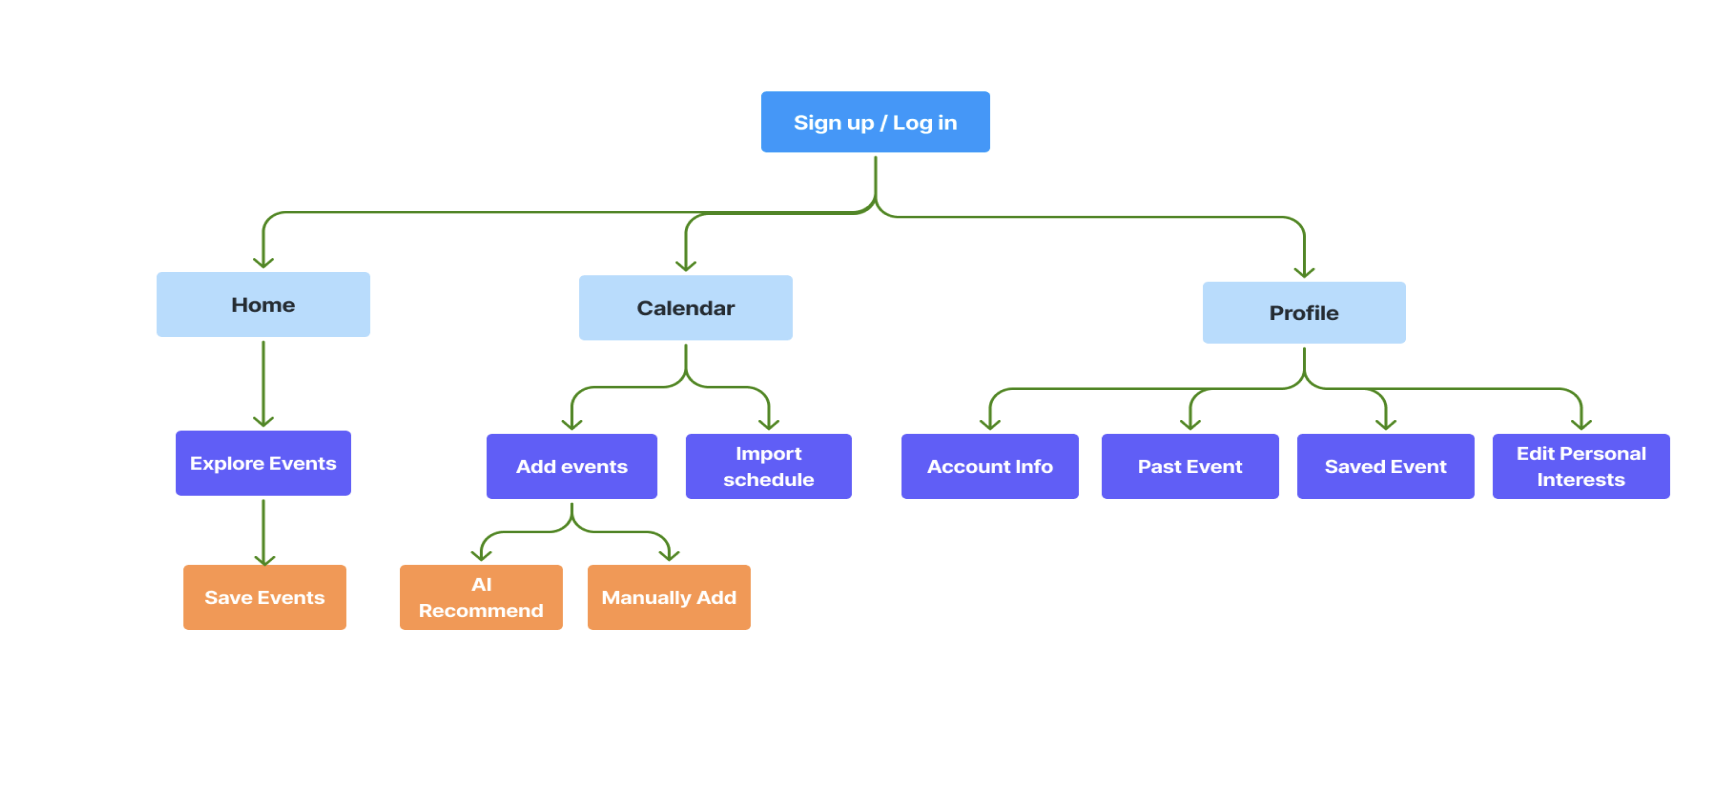 Sign up / Log in
Home
Calendar
Profile
Explore Events
Add events
Import
schedule
Account Info
Past Event
Saved Event
Edit Personal
Interests
Save Events
AI
Recommend
Manually Add